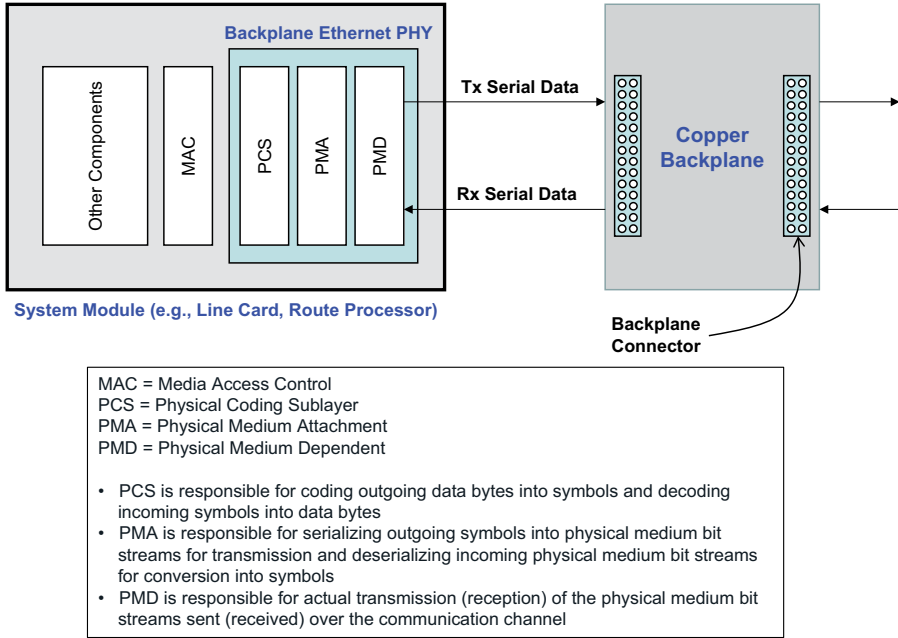 Backplane Ethernet PHY
Other Components
MAC
PCS
PMA
PMD
Tx Serial Data
Rx Serial Data
Copper
Backplane
System Module (e.g., Line Card, Route Processor)
Backplane
Connector
MAC = Media Access Control
PCS = Physical Coding Sublayer
PMA = Physical Medium Attachment
PMD = Physical Medium Dependent
• PCS is responsible for coding outgoing data bytes into symbols and decoding
incoming symbols into data bytes
• PMA is responsible for serializing outgoing symbols into physical medium bit
streams for transmission and deserializing incoming physical medium bit streams
for conversion into symbols
• PMD is responsible for actual transmission (reception) of the physical medium bit
streams sent (received) over the communication channel